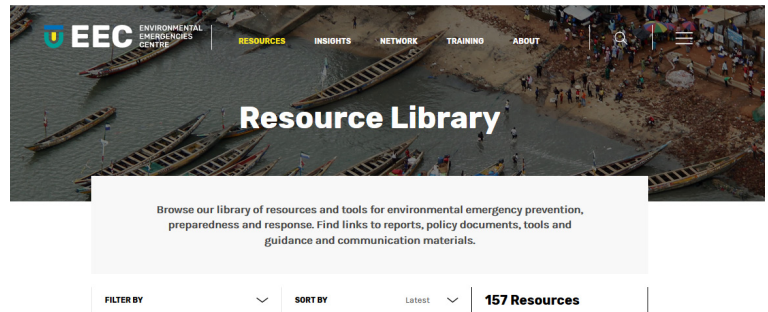 EEC ENVIRONMENTAL
EMERGENCIES
CENTRE
RESOURCES INSIGHTS NETWORK TRAINING ABOUT
Resource Library
Browse our library of resources and tools for environmental emergency prevention,
preparedness and response. Find links to reports, policy documents, tools and
guidance and communication materials.
FILTER BY SORT BY Latest 157 Resources